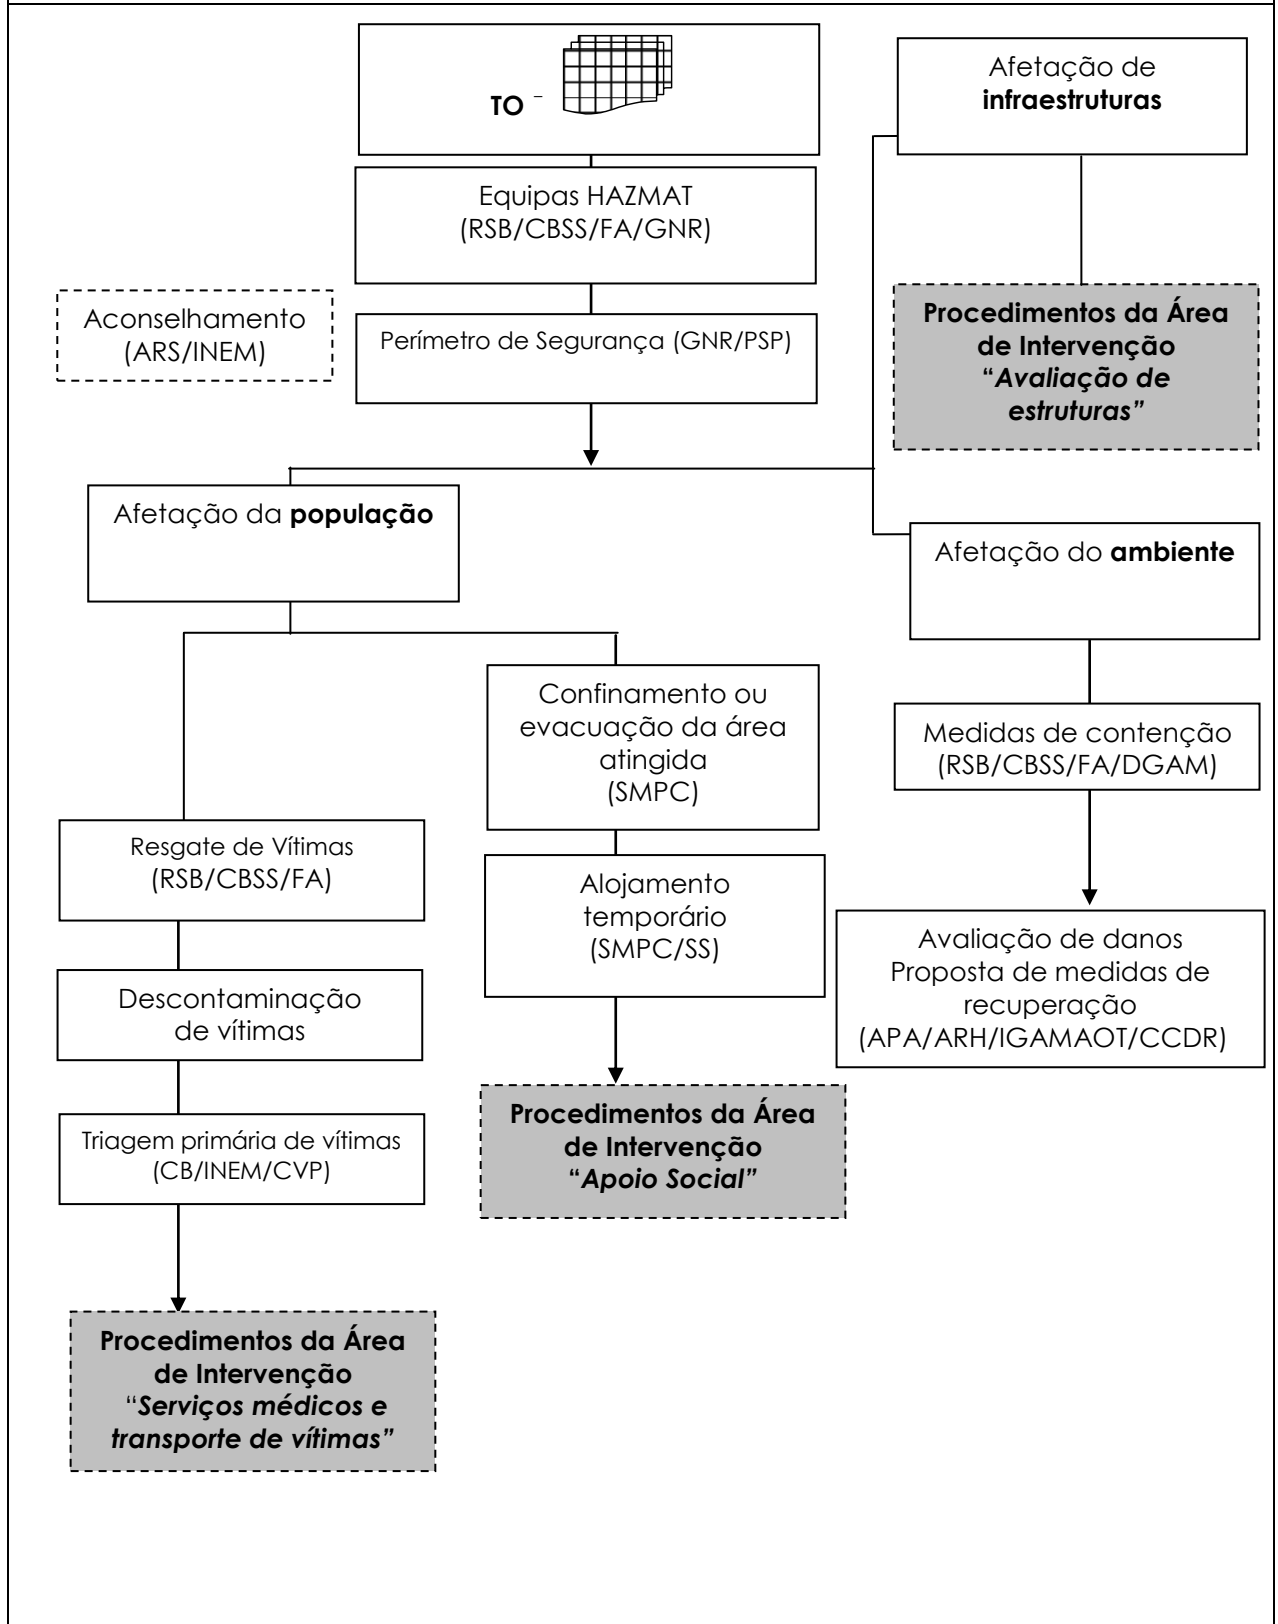 TO –
Equipas HAZMAT
(RSB/CBSS/FA/GNR)
Aconselhamento
(ARS/INEM)
Perímetro de Segurança (GNR/PSP)
Afetação de
infraestruturas
Procedimentos da Área
de Intervenção
“Avaliação de
estruturas”
Afetação da população
Afetação do ambiente
Confinamento ou
evacuação da área
atingida
(SMPC)
Medidas de contenção
(RSB/CBSS/FA/DGAM)
Resgate de Vítimas
(RSB/CBSS/FA)
Alojamento
temporário
(SMPC/SS)
Avaliação de danos
Proposta de medidas de
recuperação
(APA/ARH/IGAMAOT/CCDR)
Descontaminação
de vítimas
Triagem primária de vítimas
(CB/INEM/CVP)
Procedimentos da Área
de Intervenção
“Apoio Social”
Procedimentos da Área
de Intervenção
“Serviços médicos e
transporte de vítimas”